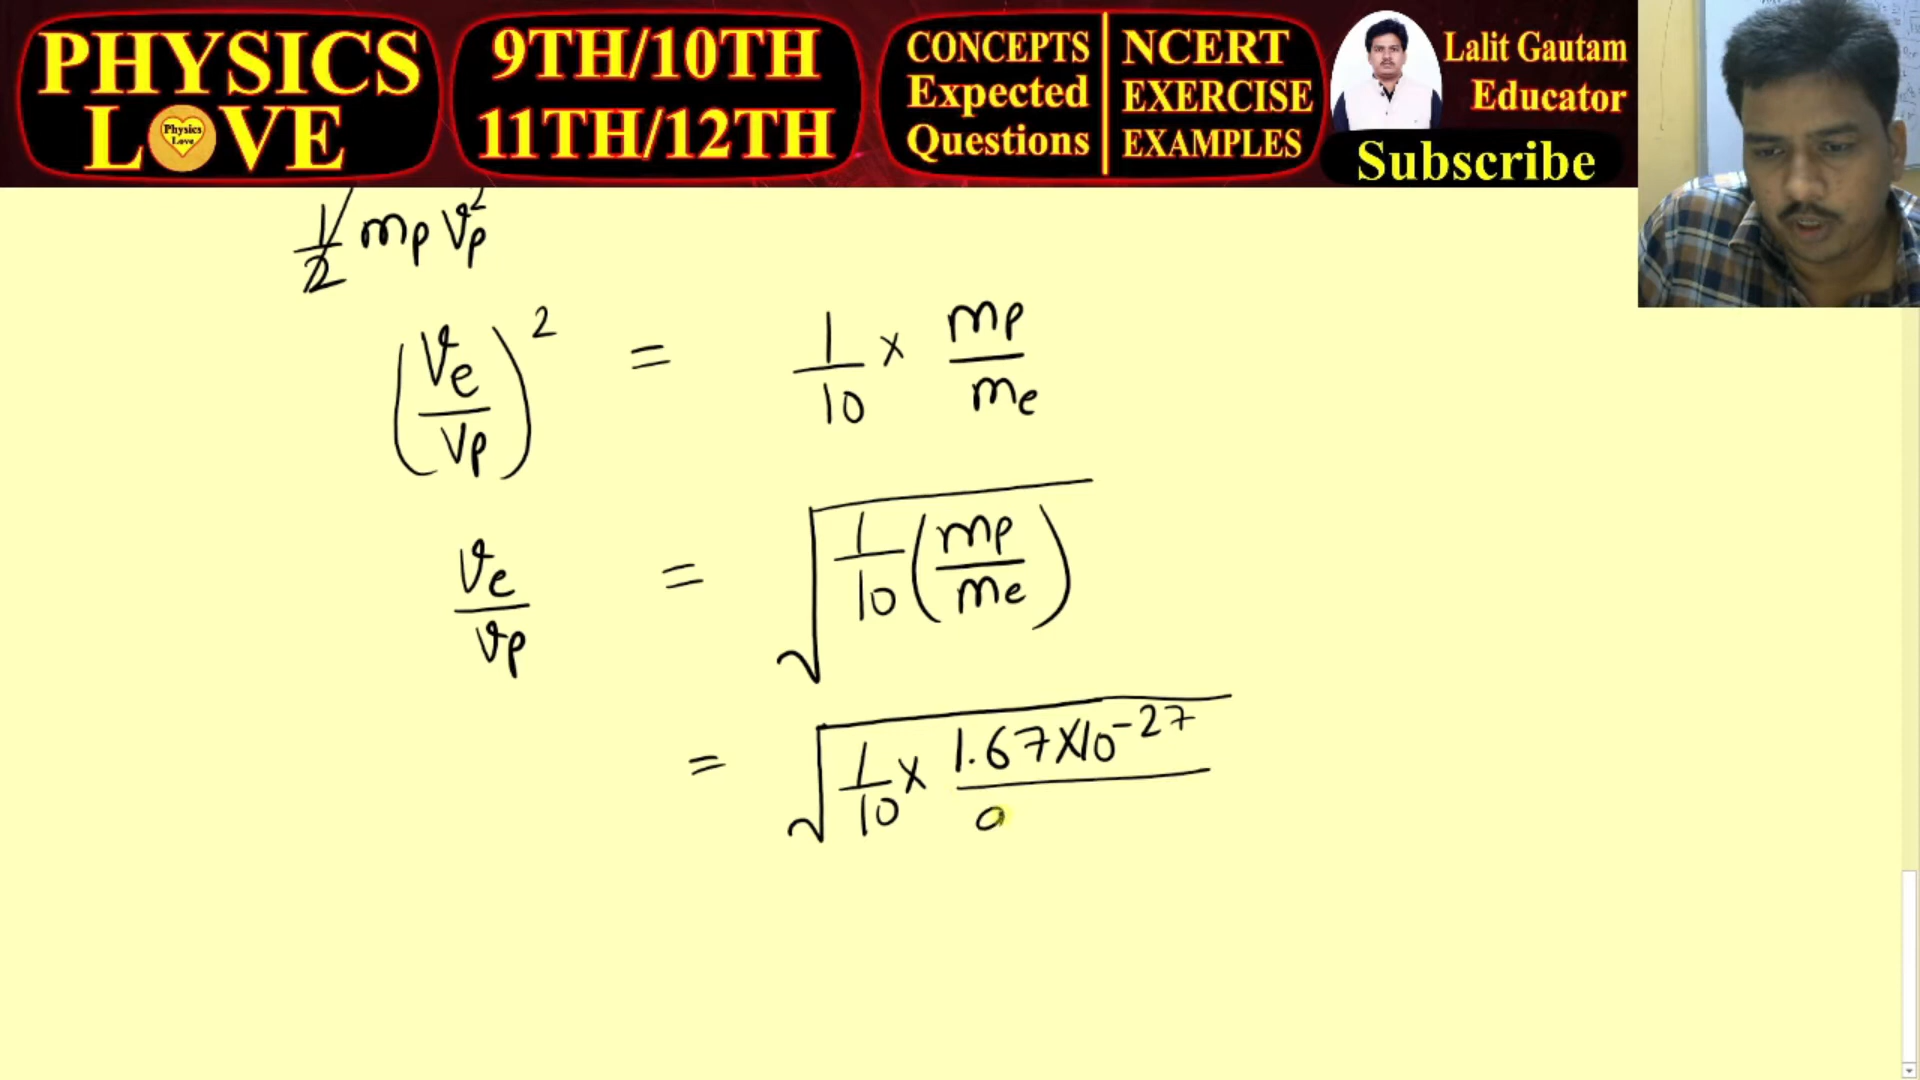 PHYSICS
LOVE
Physics
Love
9TH/10TH
11TH/12TH
CONCEPTS
Expected
Questions
NCERT
EXERCISE
EXAMPLES
Lalit Gautam
Educator
Subscribe
1/2 mp vp²
(ve/vp)² = 1/10 × mp/me
ve/vp = √(1/10 (mp/me))
= √(1/10 × 1.67×10⁻²⁷/